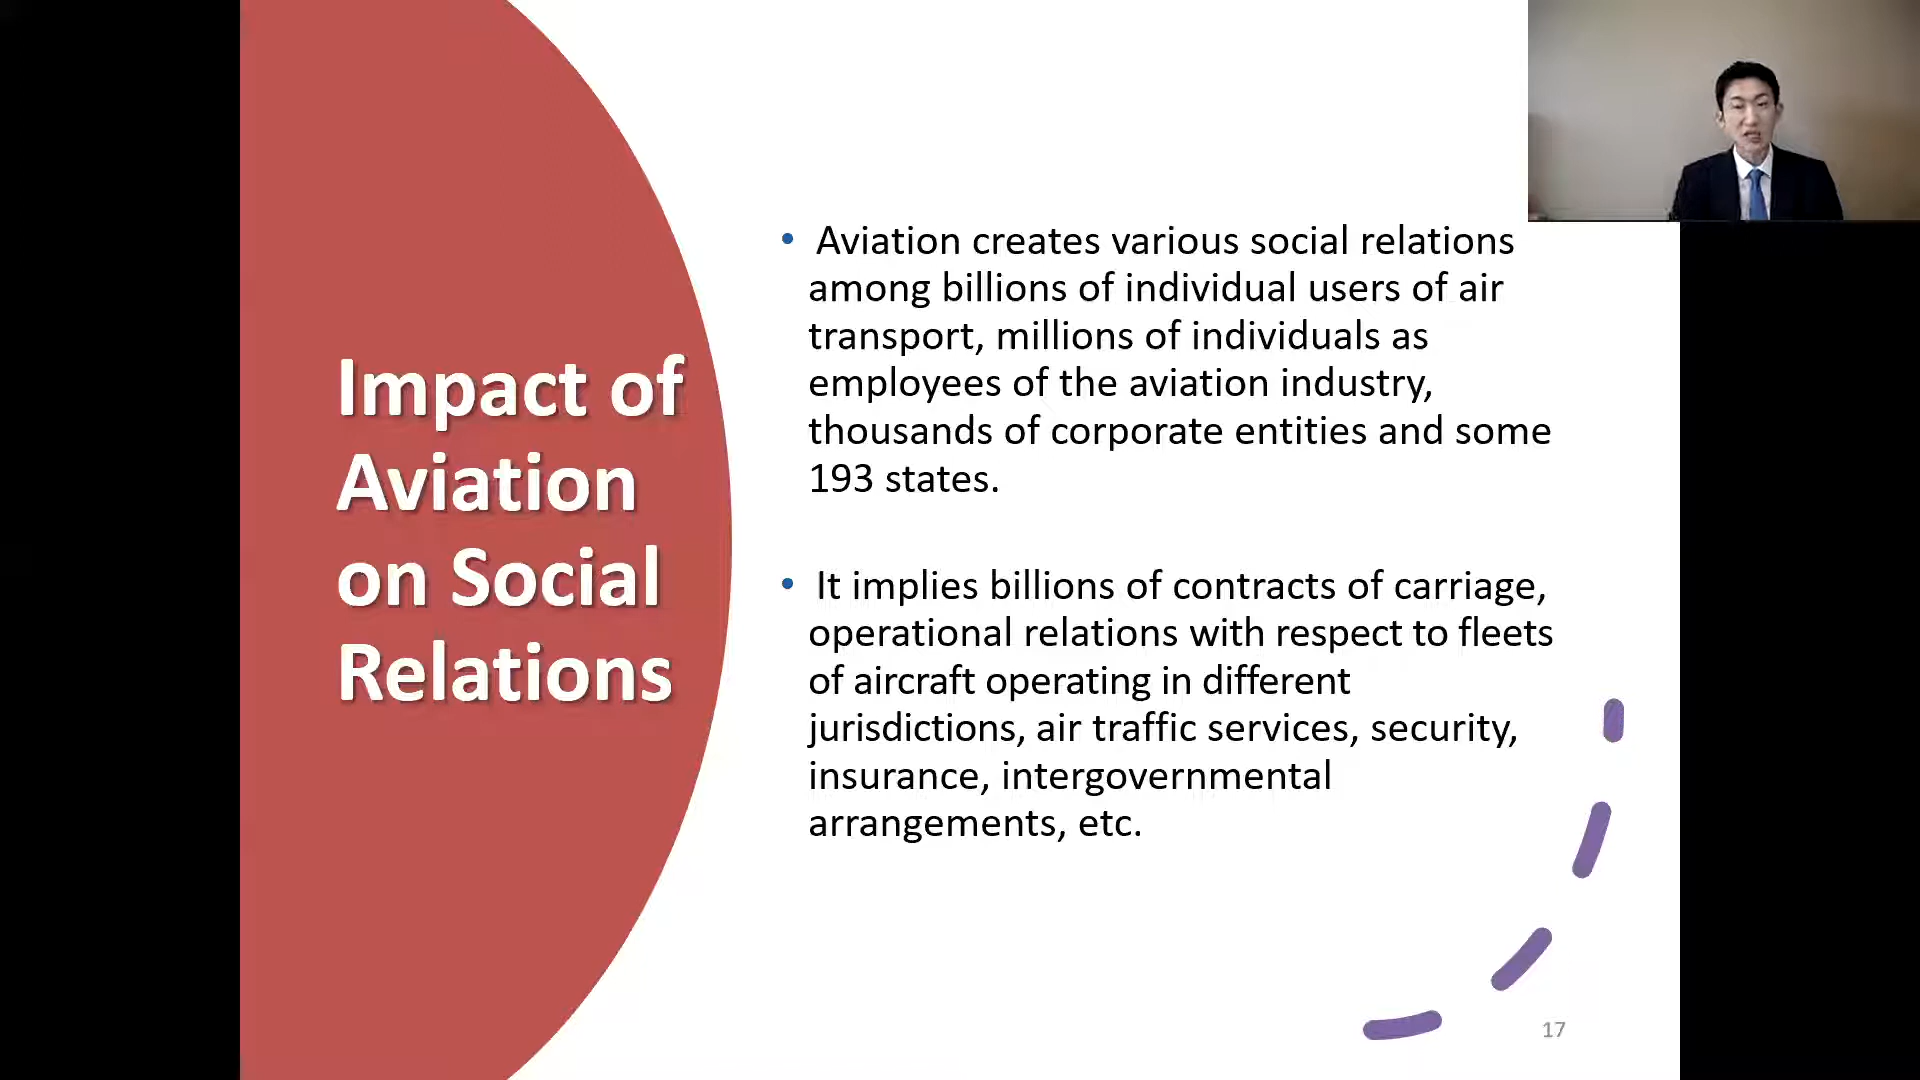 Impact of
Aviation
on Social
Relations
• Aviation creates various social relations
among billions of individual users of air
transport, millions of individuals as
employees of the aviation industry,
thousands of corporate entities and some
193 states.
• It implies billions of contracts of carriage,
operational relations with respect to fleets
of aircraft operating in different
jurisdictions, air traffic services, security,
insurance, intergovernmental
arrangements, etc.
17